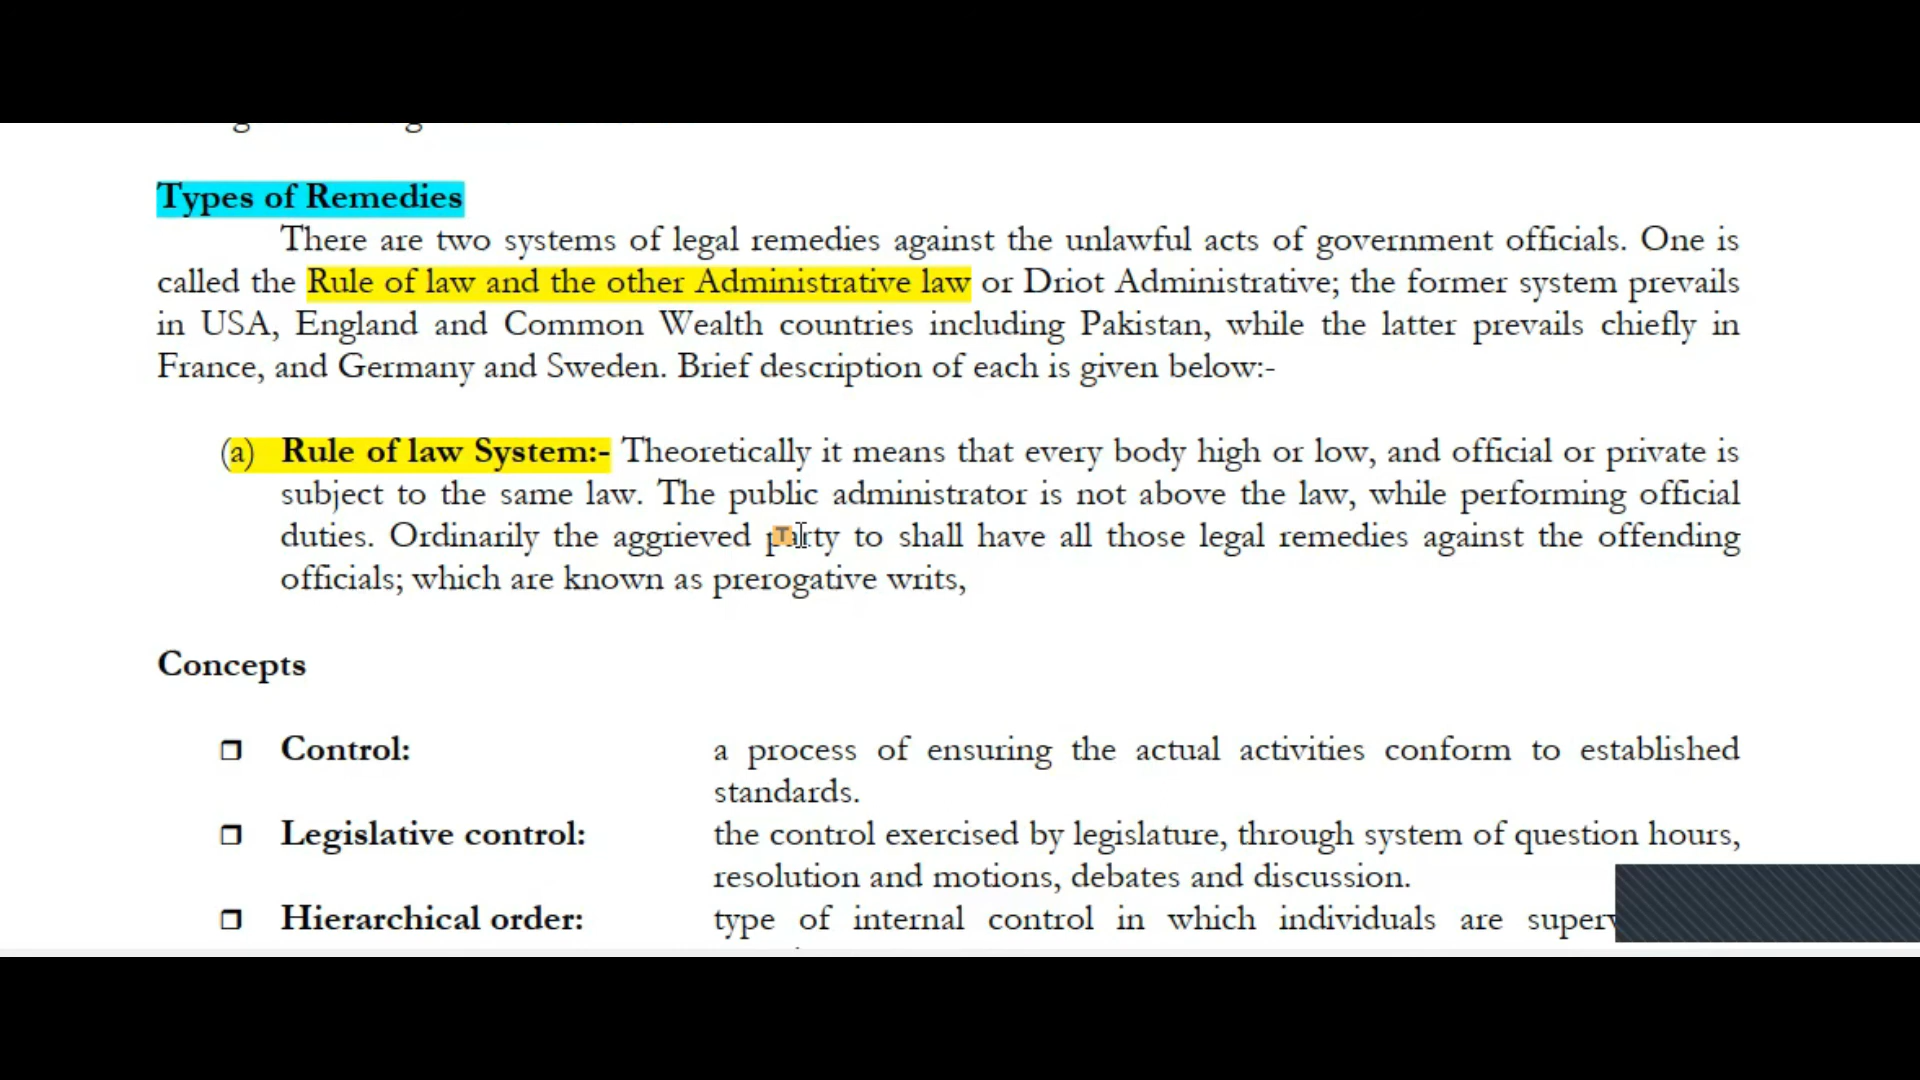 Types of Remedies
There are two systems of legal remedies against the unlawful acts of government officials. One is
called the Rule of law and the other Administrative law or Driot Administrative; the former system prevails
in USA, England and Common Wealth countries including Pakistan, while the latter prevails chiefly in
France, and Germany and Sweden. Brief description of each is given below:-
(a) Rule of law System:- Theoretically it means that every body high or low, and official or private is
subject to the same law. The public administrator is not above the law, while performing official
duties. Ordinarily the aggrieved party to shall have all those legal remedies against the offending
officials; which are known as prerogative writs,
Concepts
❒ Control: a process of ensuring the actual activities conform to established
standards.
❒ Legislative control: the control exercised by legislature, through system of question hours,
resolution and motions, debates and discussion.
❒ Hierarchical order: type of internal control in which individuals are